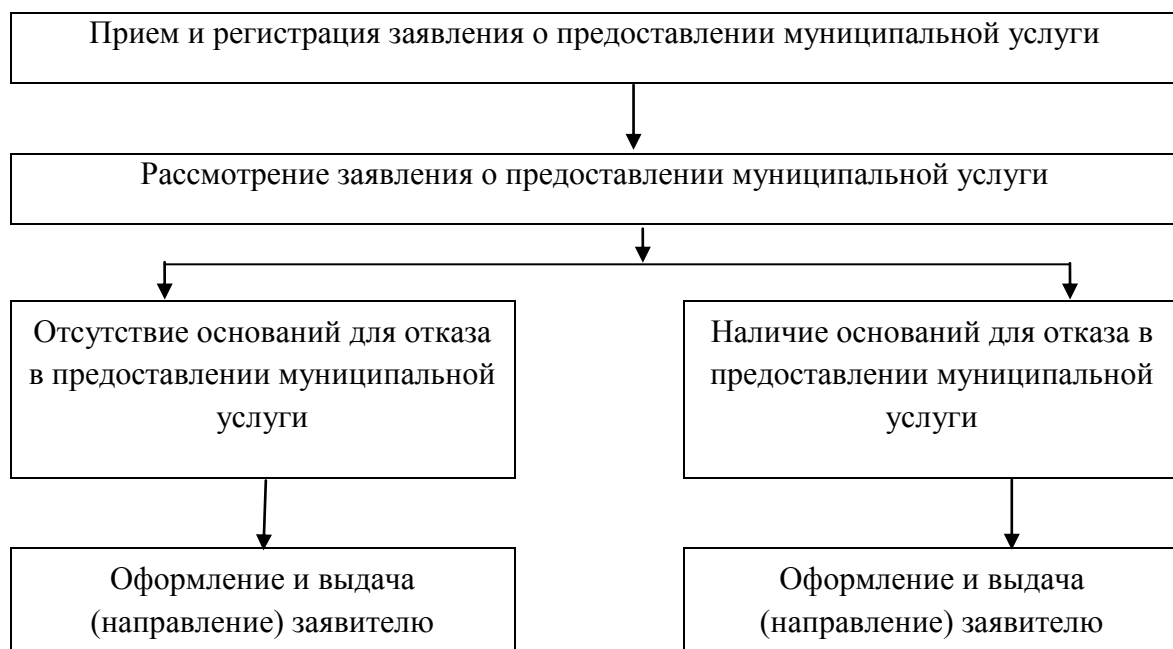 Прием и регистрация заявления о предоставлении муниципальной услуги
Рассмотрение заявления о предоставлении муниципальной услуги
Отсутствие оснований для отказа
в предоставлении муниципальной
услуги
Наличие оснований для отказа в
предоставлении муниципальной
услуги
Оформление и выдача
(направление) заявителю
Оформление и выдача
(направление) заявителю